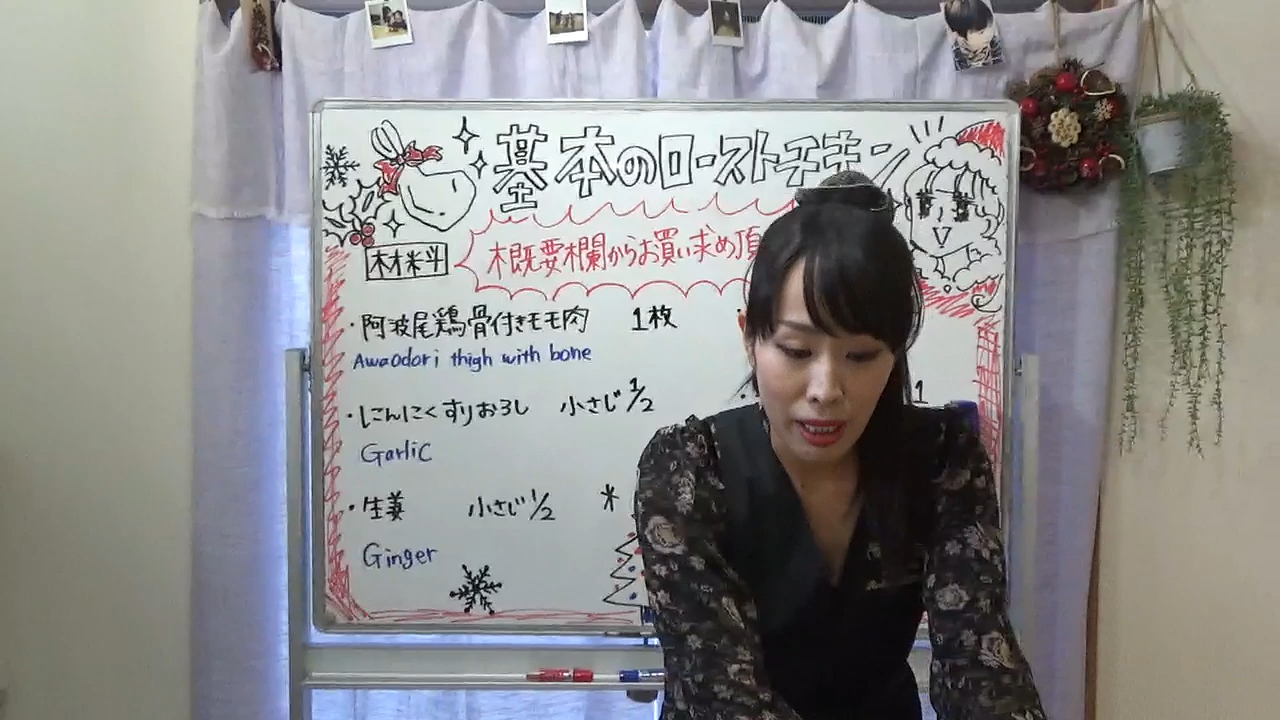 基本のローストチキン
材料
概要欄からお買い求め頂
・阿波尾鶏骨付きモモ肉 1枚
Awaodori thigh with bone
・にんにくすりおろし 小さじ1/2
1
Garlic
・生姜 小さじ1/2 *
Ginger